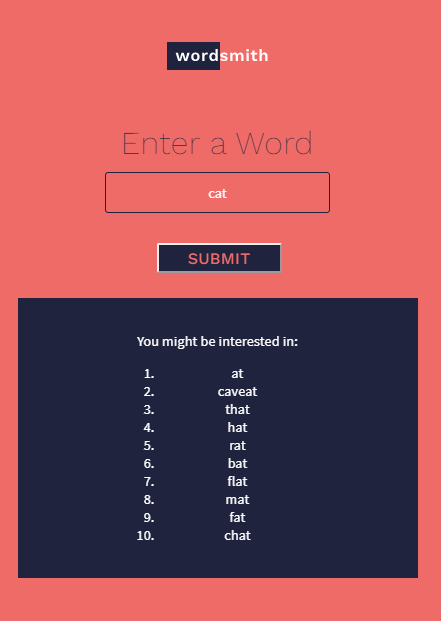 wordsmith
Enter a Word
cat
SUBMIT
You might be interested in:
1. at
2. caveat
3. that
4. hat
5. rat
6. bat
7. flat
8. mat
9. fat
10. chat